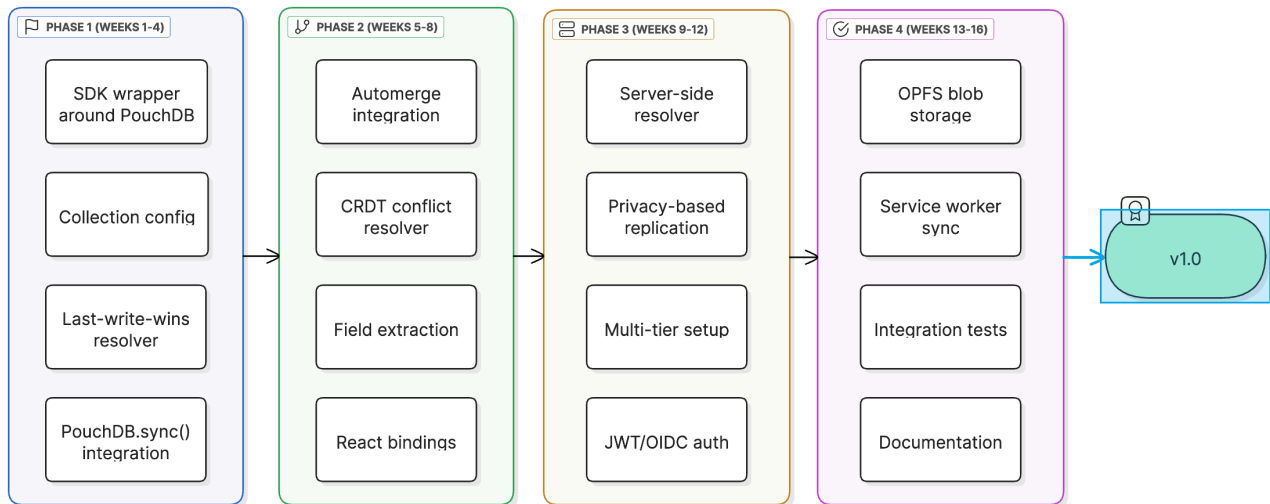 PHASE 1 (WEEKS 1-4)
SDK wrapper
around PouchDB
Collection config
Last-write-wins
resolver
PouchDB.sync()
integration
PHASE 2 (WEEKS 5-8)
Automerge
integration
CRDT conflict
resolver
Field extraction
React bindings
PHASE 3 (WEEKS 9-12)
Server-side
resolver
Privacy-based
replication
Multi-tier setup
JWT/OIDC auth
PHASE 4 (WEEKS 13-16)
OPFS blob
storage
Service worker
sync
Integration tests
Documentation
v1.0